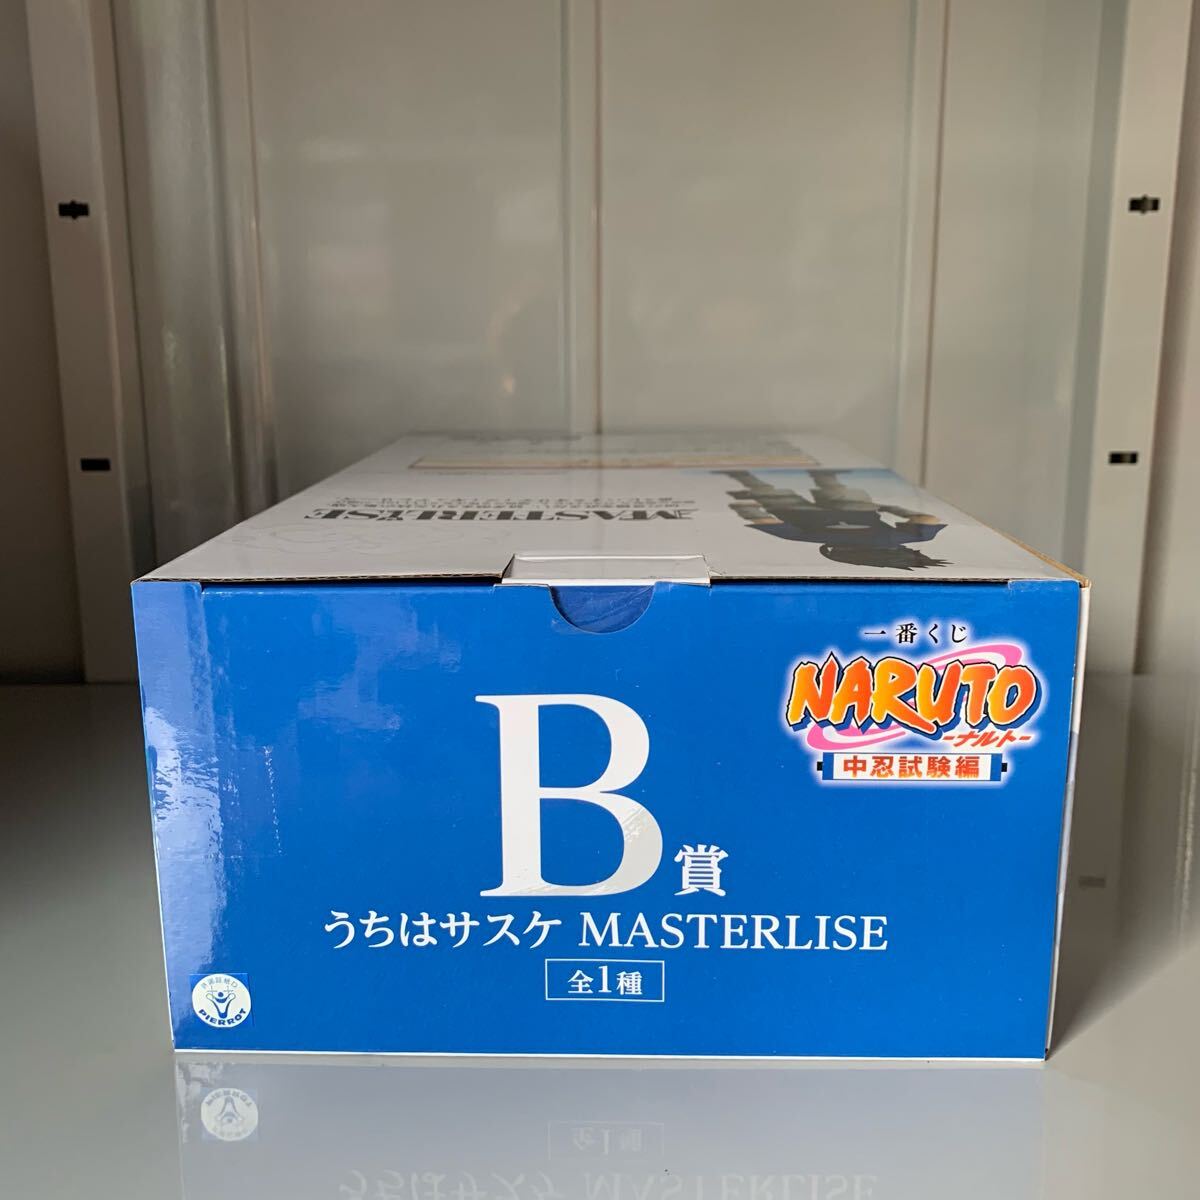 MASTERLISE
一番くじ
NARUTO
-ナルト-
中忍試験編
B賞
うちはサスケ MASTERLISE
全1種
PIERROT